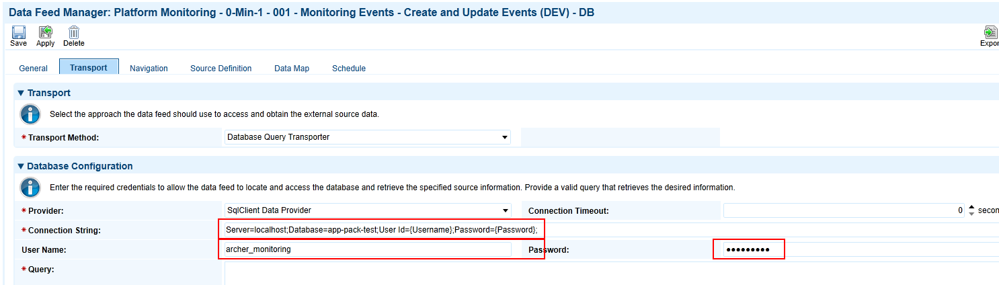 Data Feed Manager: Platform Monitoring - 0-Min-1 - 001 - Monitoring Events - Create and Update Events (DEV) - DB
Save Apply Delete Expor
General Transport Navigation Source Definition Data Map Schedule
Transport
Select the approach the data feed should use to access and obtain the external source data.
* Transport Method: Database Query Transporter
Database Configuration
Enter the required credentials to allow the data feed to locate and access the database and retrieve the specified source information. Provide a valid query that retrieves the desired information.
* Provider: SqlClient Data Provider Connection Timeout: 0 secon
* Connection String: Server=localhost;Database=app-pack-test;User Id={Username};Password={Password};
User Name: archer_monitoring Password: ●●●●●●●●●
* Query: